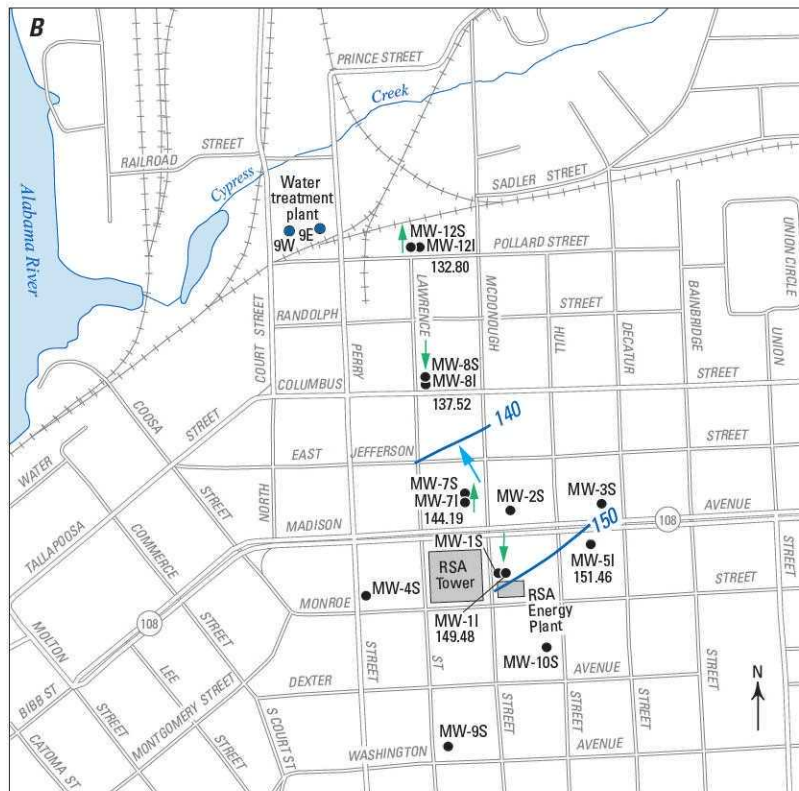 B
PRINCE STREET
Creek
RAILROAD STREET
Cypress
SADLER STREET
Alabama River
Water
treatment
plant
9W
9E
MW-12S
MW-12I
132.80
POLLARD STREET
UNION CIRCLE
LAWRENCE
MCDONOUGH
BAINBRIDGE
RANDOLPH STREET
COURT STREET
PERRY
HULL
DECATUR
UNION
MW-8S
MW-8I
137.52
COLUMBUS STREET
COOSA
140
EAST JEFFERSON STREET
WATER
STREET
MW-7S
MW-7I
144.19
MW-2S
MW-3S
NORTH
MADISON AVENUE
150
108
TALLAPOOSA
STREET
COMMERCE
MW-1S
RSA
Tower
MW-5I
151.46
MW-4S
MONROE STREET
RSA
Energy
Plant
MW-1I
149.48
108
MOLTON
STREET
LEE
STREET
MW-10S
N
BIBB ST
MONTGOMERY STREET
DEXTER AVENUE
STREET
ST
STREET
STREET
STREET
STREET
STREET
S COURT ST
MW-9S
CATOMA ST
STREET
WASHINGTON AVENUE